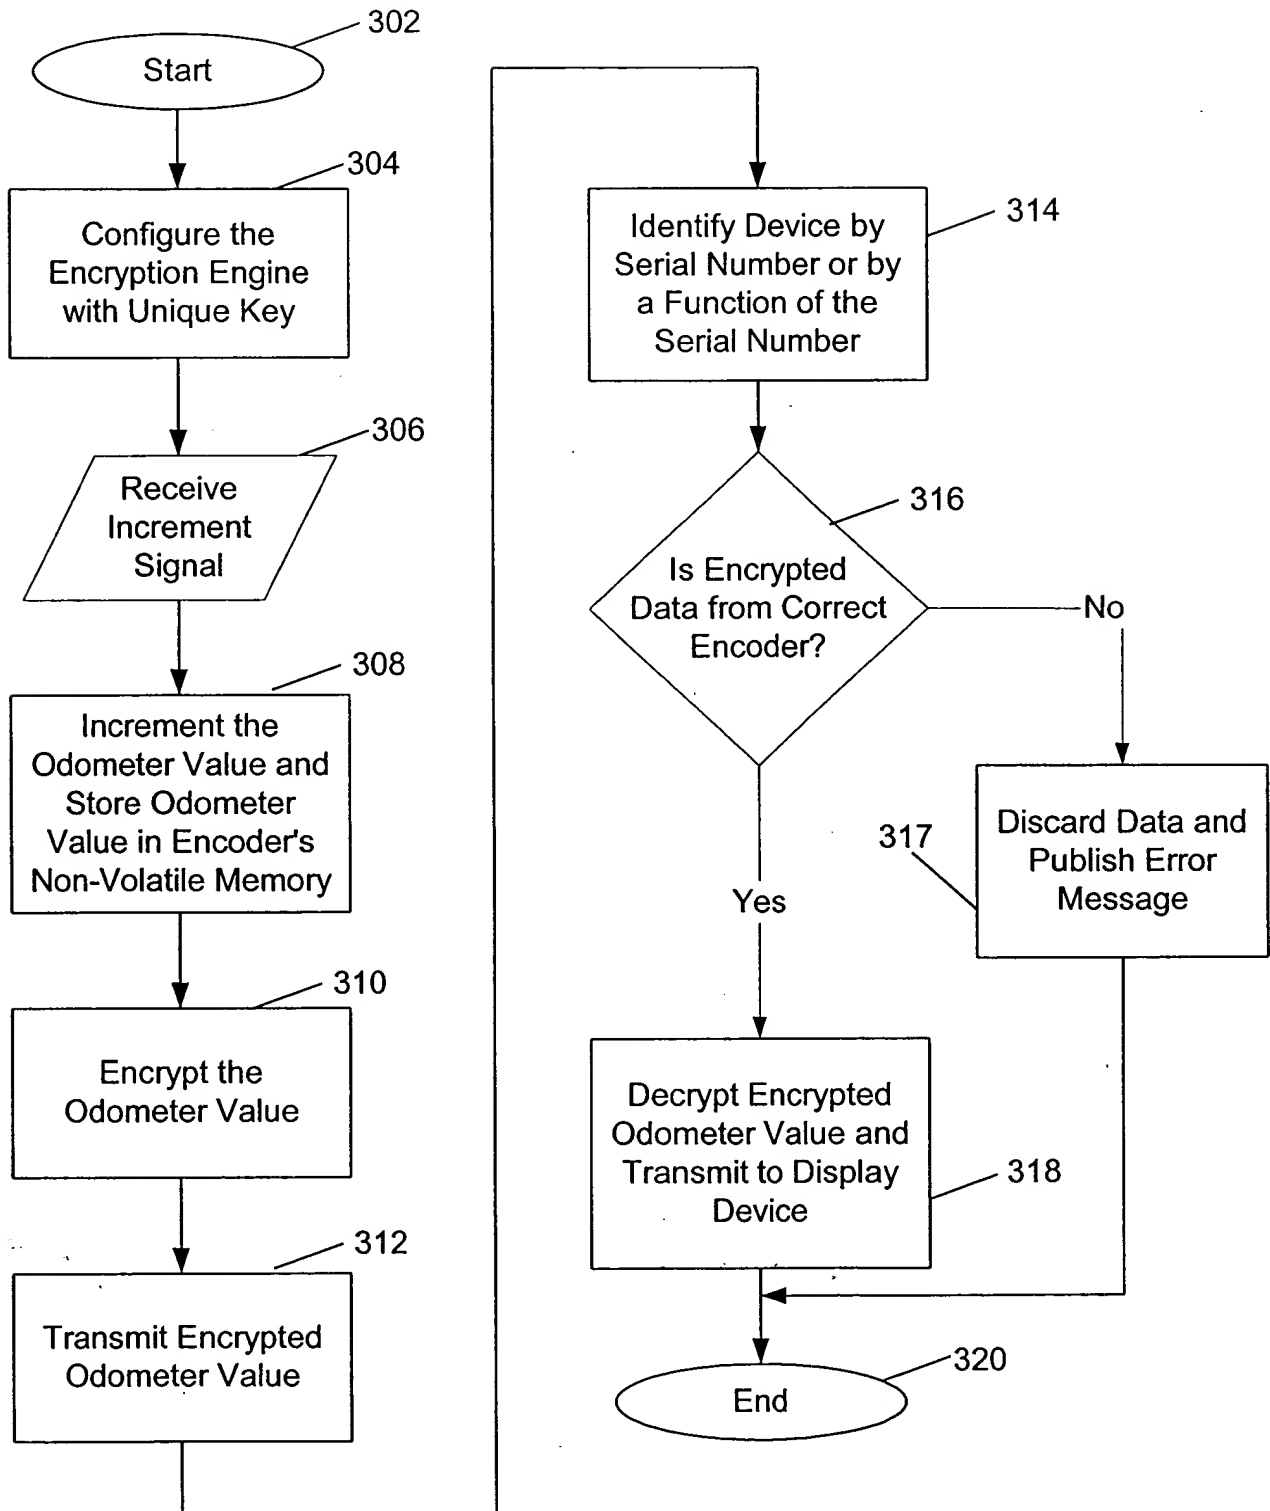 302
Start
304
Configure the
Encryption Engine
with Unique Key
306
Receive
Increment
Signal
308
Increment the
Odometer Value and
Store Odometer
Value in Encoder's
Non-Volatile Memory
310
Encrypt the
Odometer Value
312
Transmit Encrypted
Odometer Value
314
Identify Device by
Serial Number or by
a Function of the
Serial Number
316
Is Encrypted
Data from Correct
Encoder?
No
317
Discard Data and
Publish Error
Message
Yes
Decrypt Encrypted
Odometer Value and
Transmit to Display
Device
318
320
End